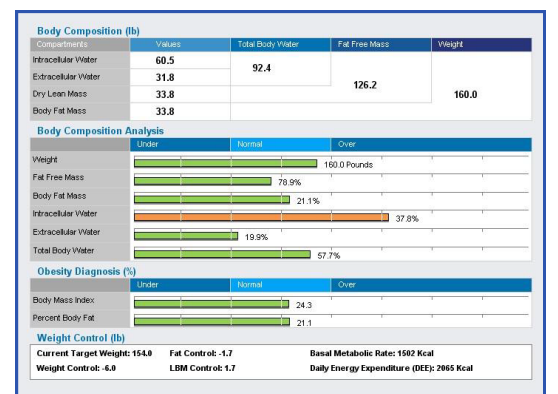 Body Composition (lb)
Compartments Values Total Body Water Fat Free Mass Weight
Intracellular Water 60.5
92.4
Extracellular Water 31.8
126.2
Dry Lean Mass 33.8 160.0
Body Fat Mass 33.8
Body Composition Analysis
Under Normal Over
Weight 160.0 Pounds
Fat Free Mass 78.9%
Body Fat Mass 21.1%
Intracellular Water 37.8%
Extracellular Water 19.9%
Total Body Water 57.7%
Obesity Diagnosis (%)
Under Normal Over
Body Mass Index 24.3
Percent Body Fat 21.1
Weight Control (lb)
Current Target Weight: 154.0 Fat Control: -1.7 Basal Metabolic Rate: 1502 Kcal
Weight Control: -6.0 LBM Control: 1.7 Daily Energy Expenditure (DEE): 2065 Kcal